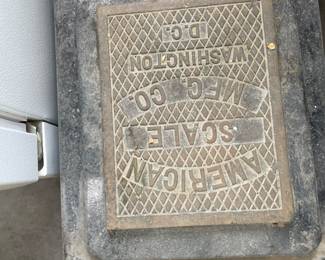 AMERICAN
SCALE
MFG. CO.
WASHINGTON
D.C.